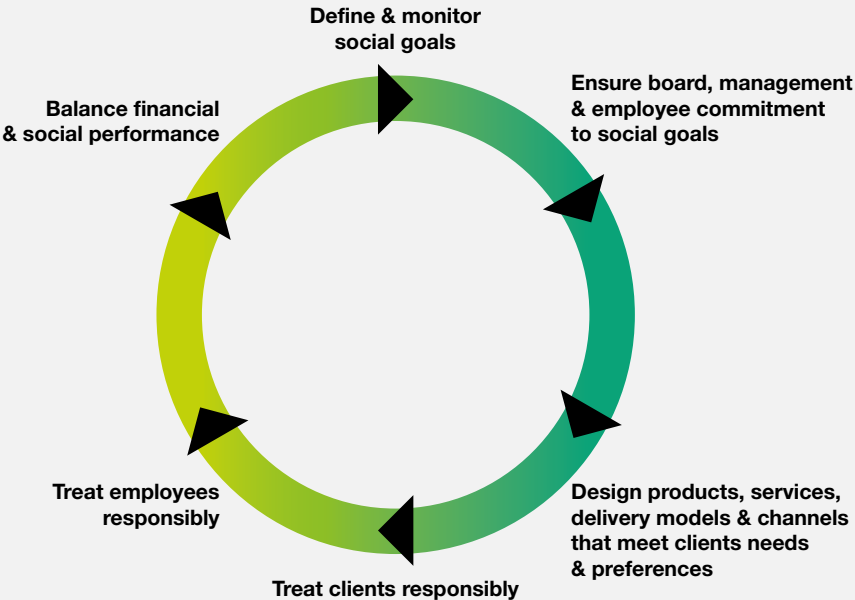 Define & monitor
social goals
Ensure board, management
& employee commitment
to social goals
Design products, services,
delivery models & channels
that meet clients needs
& preferences
Treat clients responsibly
Treat employees
responsibly
Balance financial
& social performance